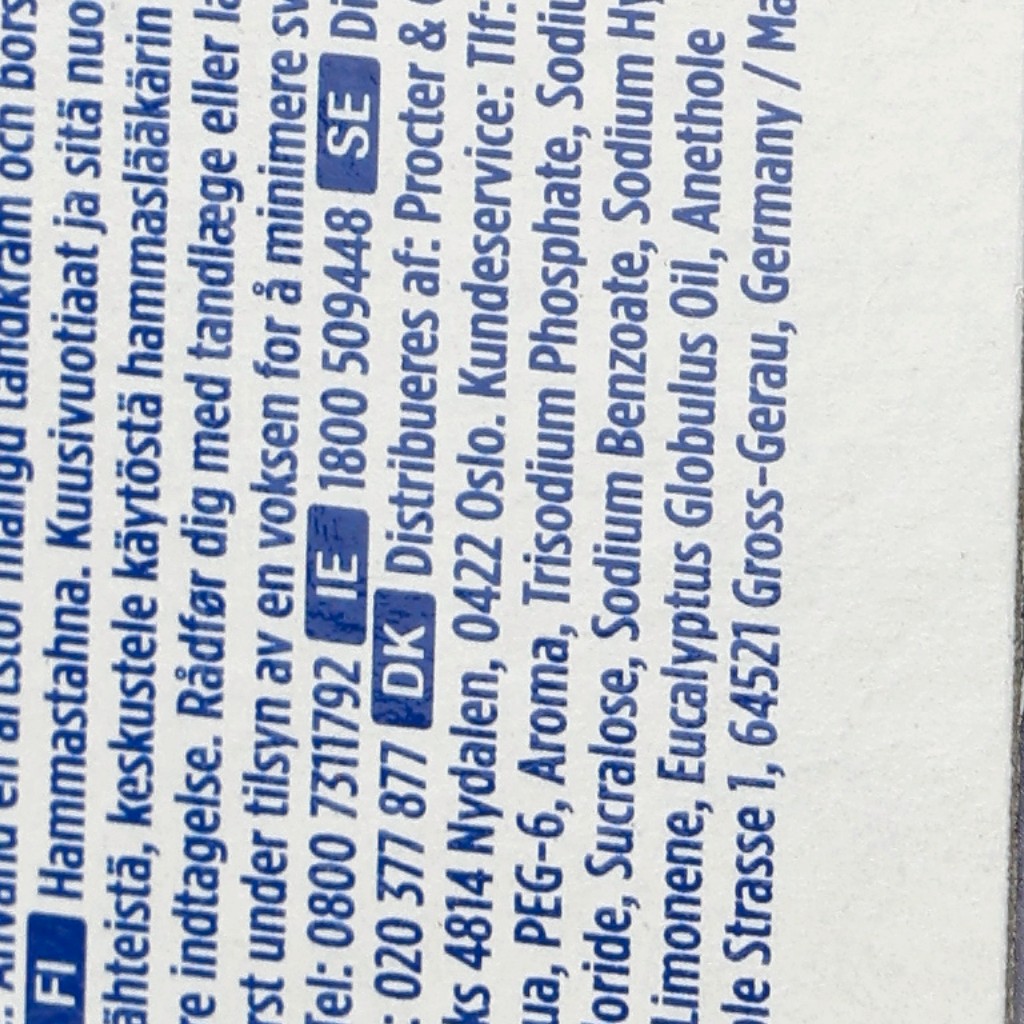 en ärtstor mängd tandkräm och bors
FI Hammastahna. Kuusivuotiaat ja sitä nuo
ähteistä, keskustele käytöstä hammaslääkärin
re indtagelse. Rådfør dig med tandlæge eller la
rst under tilsyn av en voksen for å minimere sv
Tel: 0800 7311792 IE 1800 509448 SE Di
: 020 377 877 DK Distribueres af: Procter &
ks 4814 Nydalen, 0422 Oslo. Kundeservice: Tlf:
ua, PEG-6, Aroma, Trisodium Phosphate, Sodiu
oride, Sucralose, Sodium Benzoate, Sodium Hy
Limonene, Eucalyptus Globulus Oil, Anethole
le Strasse 1, 64521 Gross-Gerau, Germany / Ma